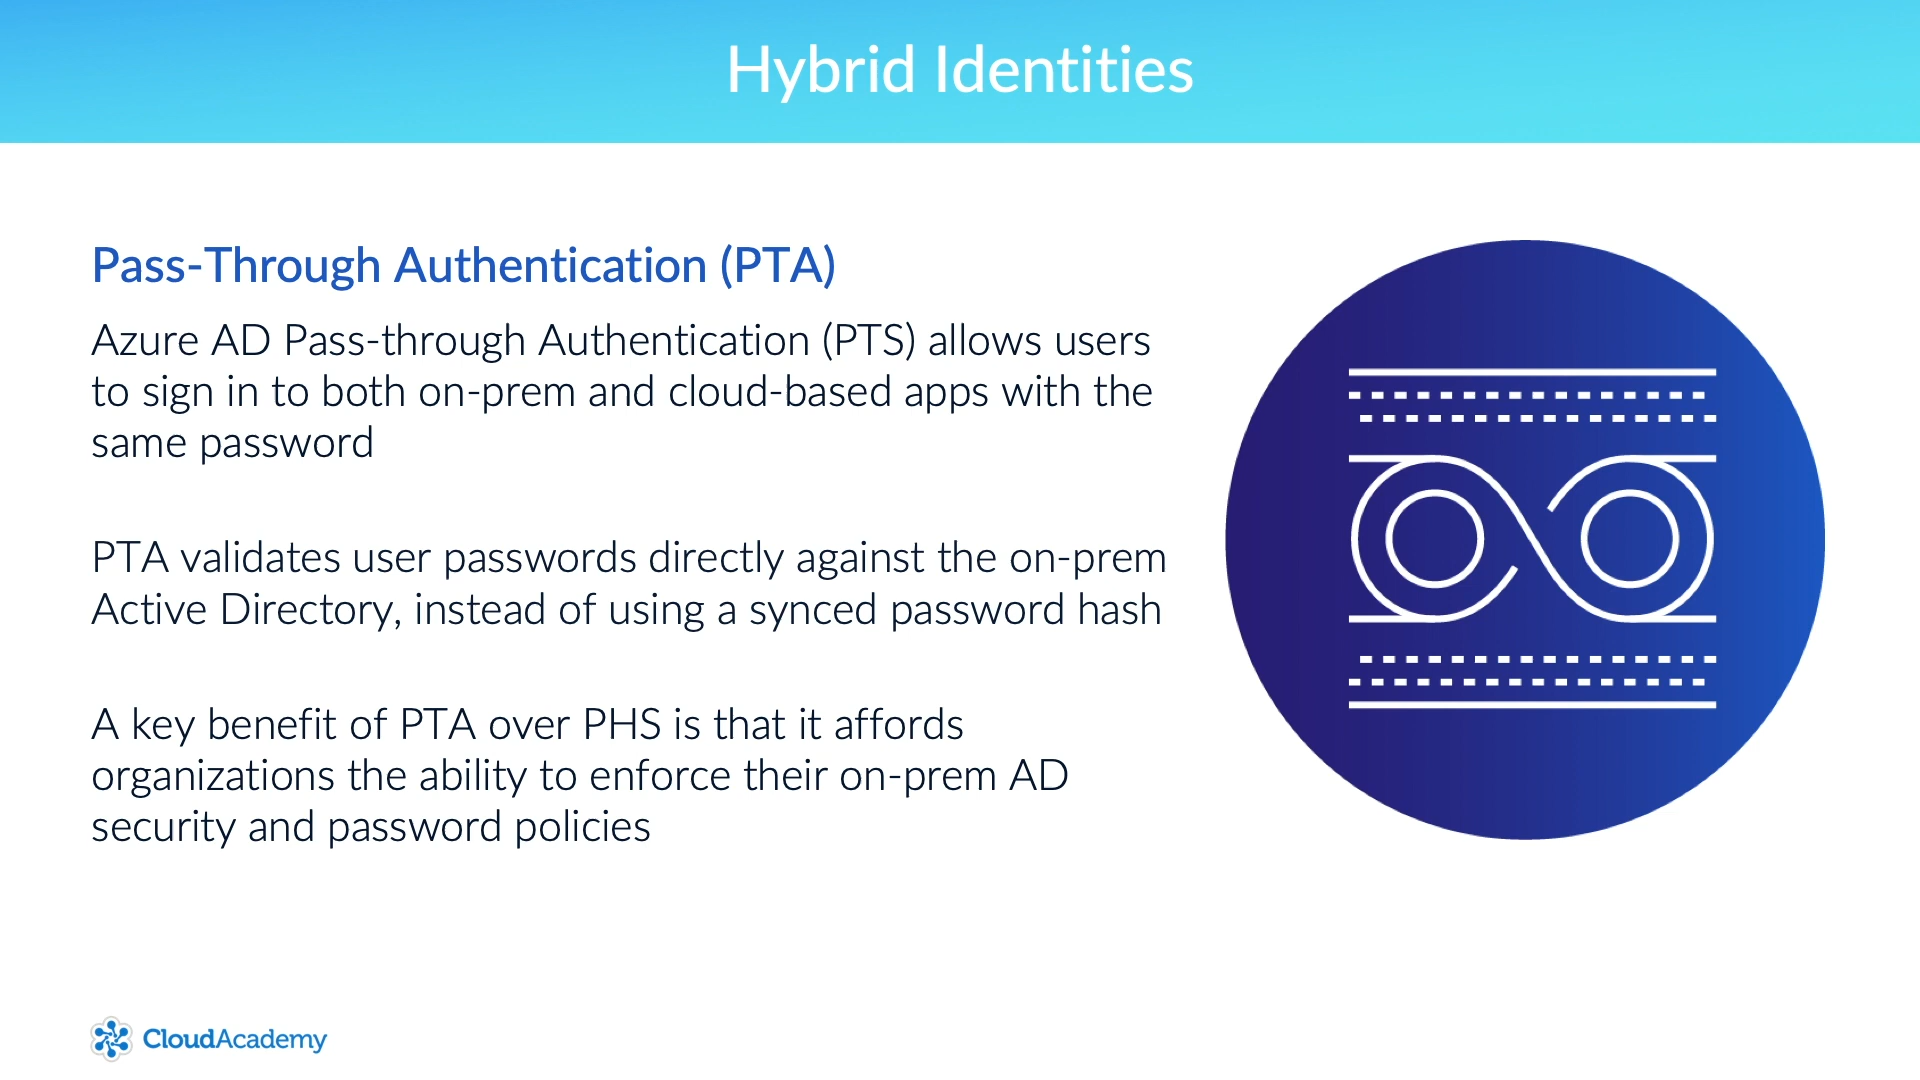 Hybrid Identities
Pass-Through Authentication (PTA)
Azure AD Pass-through Authentication (PTS) allows users
to sign in to both on-prem and cloud-based apps with the
same password
PTA validates user passwords directly against the on-prem
Active Directory, instead of using a synced password hash
A key benefit of PTA over PHS is that it affords
organizations the ability to enforce their on-prem AD
security and password policies
CloudAcademy